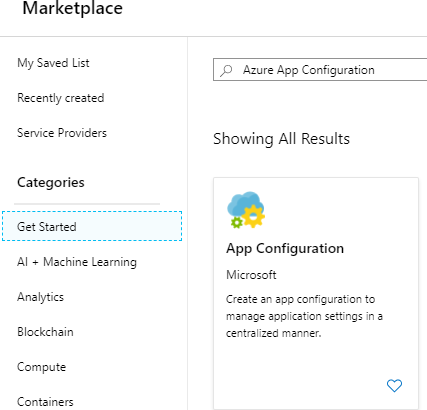 Marketplace
My Saved List
Recently created
Service Providers
Categories
Get Started
AI + Machine Learning
Analytics
Blockchain
Compute
Containers
Azure App Configuration
Showing All Results
App Configuration
Microsoft
Create an app configuration to
manage application settings in a
centralized manner.